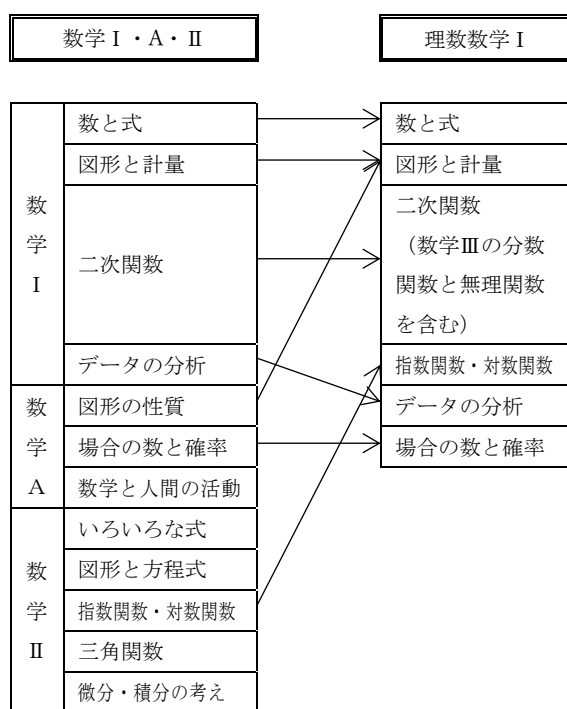 数学Ⅰ・A・Ⅱ
理数数学Ⅰ
数
学
Ⅰ
数と式
図形と計量
二次関数
データの分析
数
学
A
図形の性質
場合の数と確率
数学と人間の活動
数
学
Ⅱ
いろいろな式
図形と方程式
指数関数・対数関数
三角関数
微分・積分の考え
数と式
図形と計量
二次関数
(数学Ⅲの分数
関数と無理関数
を含む)
指数関数・対数関数
データの分析
場合の数と確率